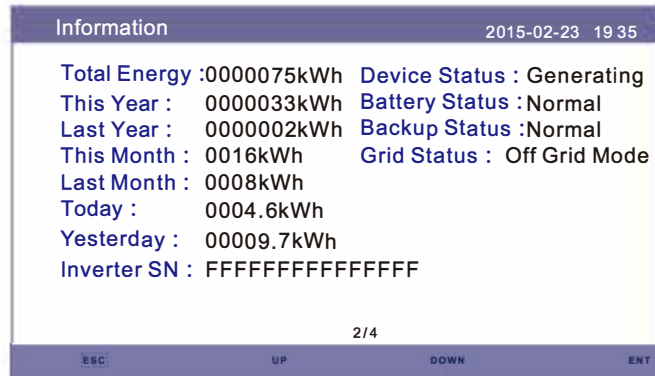 Information 2015-02-23 19 35
Total Energy :0000075kWh Device Status : Generating
This Year : 0000033kWh Battery Status :Normal
Last Year : 0000002kWh Backup Status :Normal
This Month : 0016kWh Grid Status : Off Grid Mode
Last Month : 0008kWh
Today : 0004.6kWh
Yesterday : 00009.7kWh
Inverter SN : FFFFFFFFFFFFFFF
2/4
ESC UP DOWN ENT